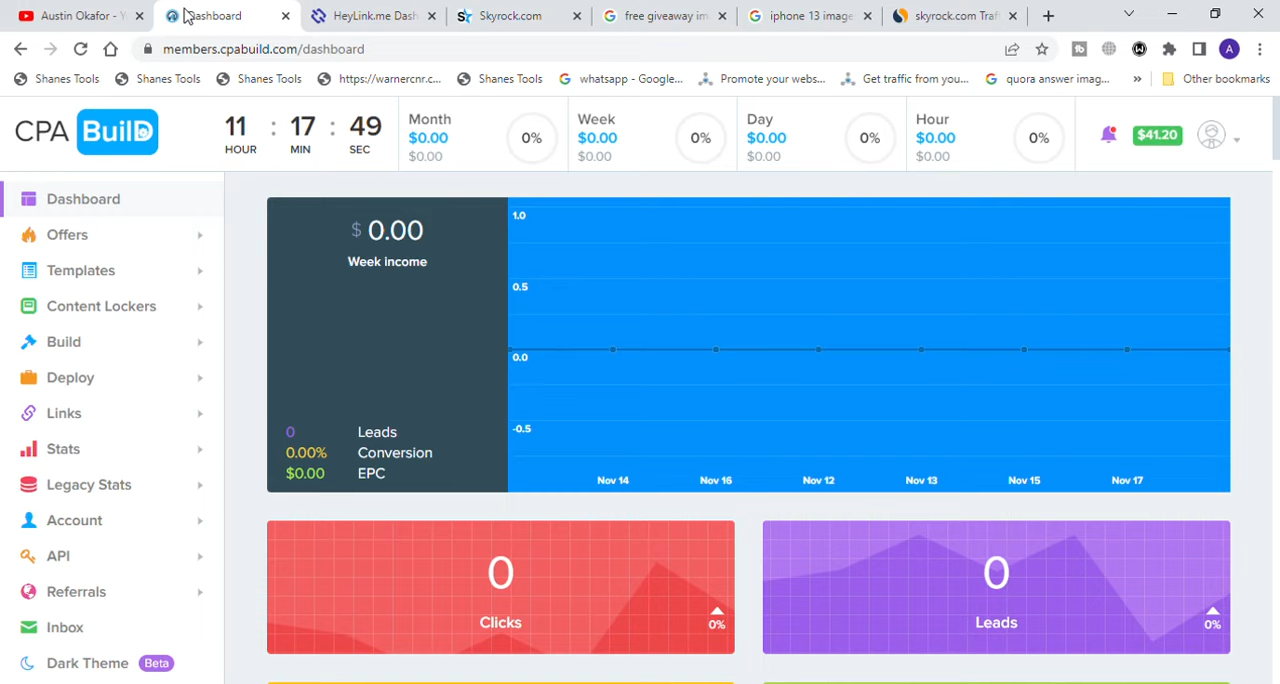 Austin Okafor - Y
Dashboard
HeyLink.me Dash
Skyrock.com
free giveaway im
iphone 13 image
skyrock.com Traf
members.cpabuild.com/dashboard
A
Shanes Tools
Shanes Tools
Shanes Tools
https://warnercnr.c...
Shanes Tools
whatsapp - Google...
Promote your webs...
Get traffic from you...
quora answer imag...
»
Other bookmarks
CPA BuilD
11 : 17 : 49
HOUR MIN SEC
Month
$0.00
$0.00
0%
Week
$0.00
$0.00
0%
Day
$0.00
$0.00
0%
Hour
$0.00
$0.00
0%
$41.20
Dashboard
Offers
Templates
Content Lockers
Build
Deploy
Links
Stats
Legacy Stats
Account
API
Referrals
Inbox
Dark Theme Beta
$ 0.00
Week income
0 Leads
0.00% Conversion
$0.00 EPC
1.0
0.5
0.0
-0.5
Nov 14 Nov 16 Nov 12 Nov 13 Nov 15 Nov 17
0
Clicks
0%
0
Leads
0%